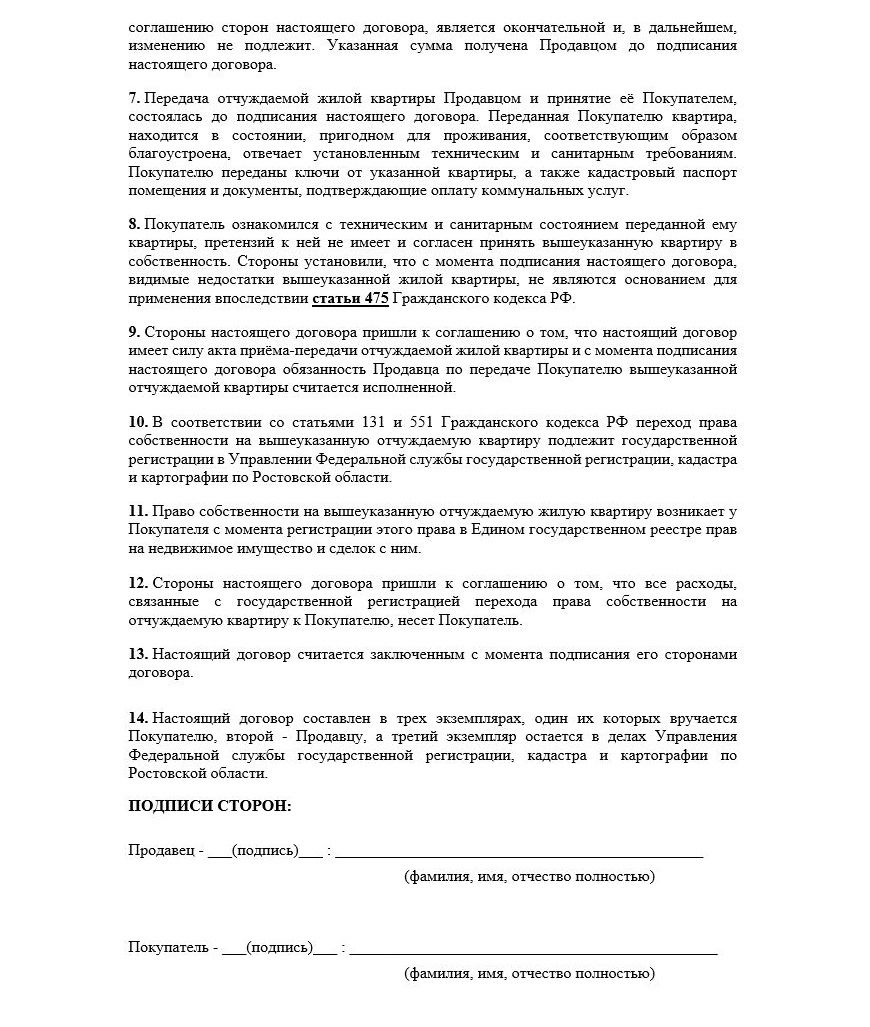 соглашению сторон настоящего договора, является окончательной и, в дальнейшем,
изменению не подлежит. Указанная сумма получена Продавцом до подписания
настоящего договора.
7. Передача отчуждаемой жилой квартиры Продавцом и принятие её Покупателем,
состоялась до подписания настоящего договора. Переданная Покупателю квартира,
находится в состоянии, пригодном для проживания, соответствующим образом
благоустроена, отвечает установленным техническим и санитарным требованиям.
Покупателю переданы ключи от указанной квартиры, а также кадастровый паспорт
помещения и документы, подтверждающие оплату коммунальных услуг.
8. Покупатель ознакомился с техническим и санитарным состоянием переданной ему
квартиры, претензий к ней не имеет и согласен принять вышеуказанную квартиру в
собственность. Стороны установили, что с момента подписания настоящего договора,
видимые недостатки вышеуказанной жилой квартиры, не являются основанием для
применения впоследствии статьи 475 Гражданского кодекса РФ.
9. Стороны настоящего договора пришли к соглашению о том, что настоящий договор
имеет силу акта приёма-передачи отчуждаемой жилой квартиры и с момента подписания
настоящего договора обязанность Продавца по передаче Покупателю вышеуказанной
отчуждаемой квартиры считается исполненной.
10. В соответствии со статьями 131 и 551 Гражданского кодекса РФ переход права
собственности на вышеуказанную отчуждаемую квартиру подлежит государственной
регистрации в Управлении Федеральной службы государственной регистрации, кадастра
и картографии по Ростовской области.
11. Право собственности на вышеуказанную отчуждаемую жилую квартиру возникает у
Покупателя с момента регистрации этого права в Едином государственном реестре прав
на недвижимое имущество и сделок с ним.
12. Стороны настоящего договора пришли к соглашению о том, что все расходы,
связанные с государственной регистрацией перехода права собственности на
отчуждаемую квартиру к Покупателю, несет Покупатель.
13. Настоящий договор считается заключенным с момента подписания его сторонами
договора.
14. Настоящий договор составлен в трех экземплярах, один их которых вручается
Покупателю, второй - Продавцу, а третий экземпляр остается в делах Управления
Федеральной службы государственной регистрации, кадастра и картографии по
Ростовской области.
ПОДПИСИ СТОРОН:
Продавец - ___(подпись)___ : _________________________________________________
(фамилия, имя, отчество полностью)
Покупатель - ___(подпись)___ : _________________________________________________
(фамилия, имя, отчество полностью)